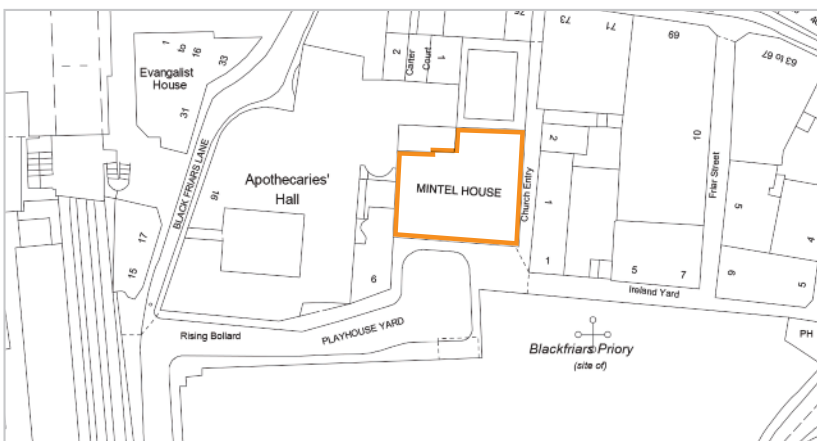 1
to
16
33
Evangalist
House
31
2
Carter
Court
1
73
71
69
63 to 67
10
2
BLACK FRIARS LANE
Apothecaries'
Hall
16
MINTEL HOUSE
Church Entry
1
Friar Street
5
4
17
15
6
1
5
7
6
5
Ireland Yard
Rising Bollard
PLAYHOUSE YARD
Blackfriars Priory
(site of)
PH